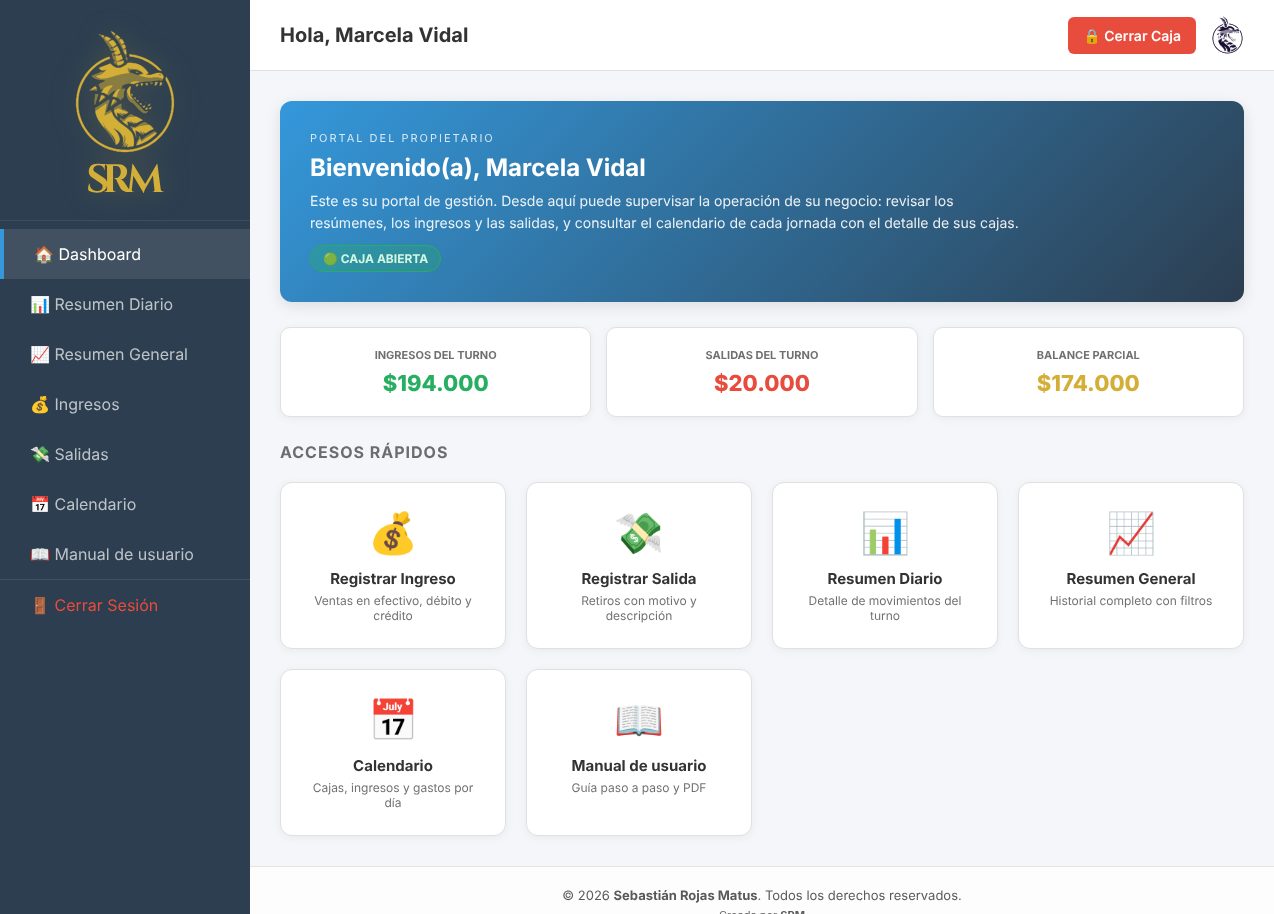 SRM
Dashboard
Resumen Diario
Resumen General
Ingresos
Salidas
Calendario
Manual de usuario
Cerrar Sesión
Hola, Marcela Vidal
Cerrar Caja
PORTAL DEL PROPIETARIO
Bienvenido(a), Marcela Vidal
Este es su portal de gestión. Desde aquí puede supervisar la operación de su negocio: revisar los
resúmenes, los ingresos y las salidas, y consultar el calendario de cada jornada con el detalle de sus cajas.
CAJA ABIERTA
INGRESOS DEL TURNO
$194.000
SALIDAS DEL TURNO
$20.000
BALANCE PARCIAL
$174.000
ACCESOS RÁPIDOS
Registrar Ingreso
Ventas en efectivo, débito y
crédito
Registrar Salida
Retiros con motivo y
descripción
Resumen Diario
Detalle de movimientos del
turno
Resumen General
Historial completo con filtros
July
17
Calendario
Cajas, ingresos y gastos por
día
Manual de usuario
Guía paso a paso y PDF
© 2026 Sebastián Rojas Matus. Todos los derechos reservados.